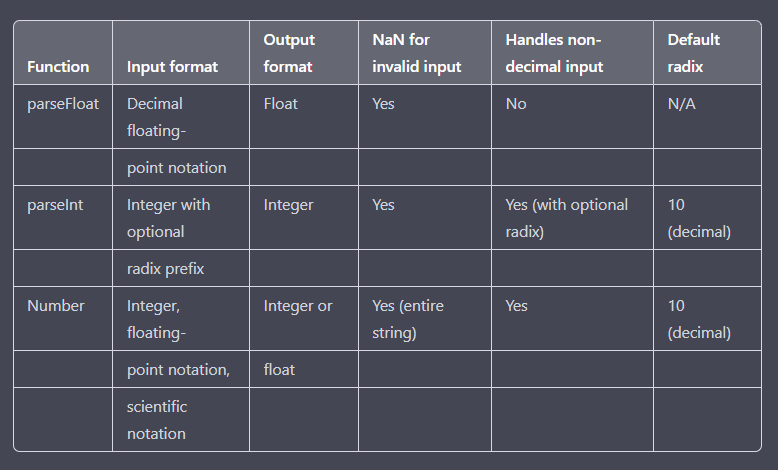 Function | Input format | Output format | NaN for invalid input | Handles non-decimal input | Default radix
parseFloat | Decimal floating- | Float | Yes | No | N/A
point notation
parseInt | Integer with optional | Integer | Yes | Yes (with optional radix) | 10 (decimal)
radix prefix
Number | Integer, floating- | Integer or | Yes (entire string) | Yes | 10 (decimal)
point notation, | float
scientific notation